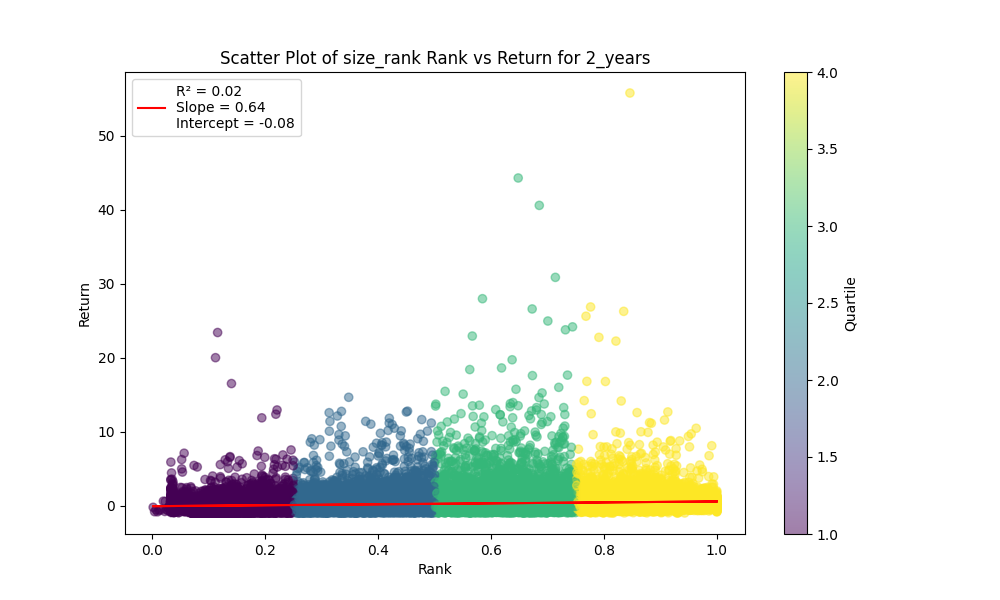 Scatter Plot of size_rank Rank vs Return for 2_years
R² = 0.02
Slope = 0.64
Intercept = -0.08
50
40
30
20
10
0
Return
0.0
0.2
0.4
0.6
0.8
1.0
Rank
4.0
3.5
3.0
2.5
2.0
1.5
1.0
Quartile